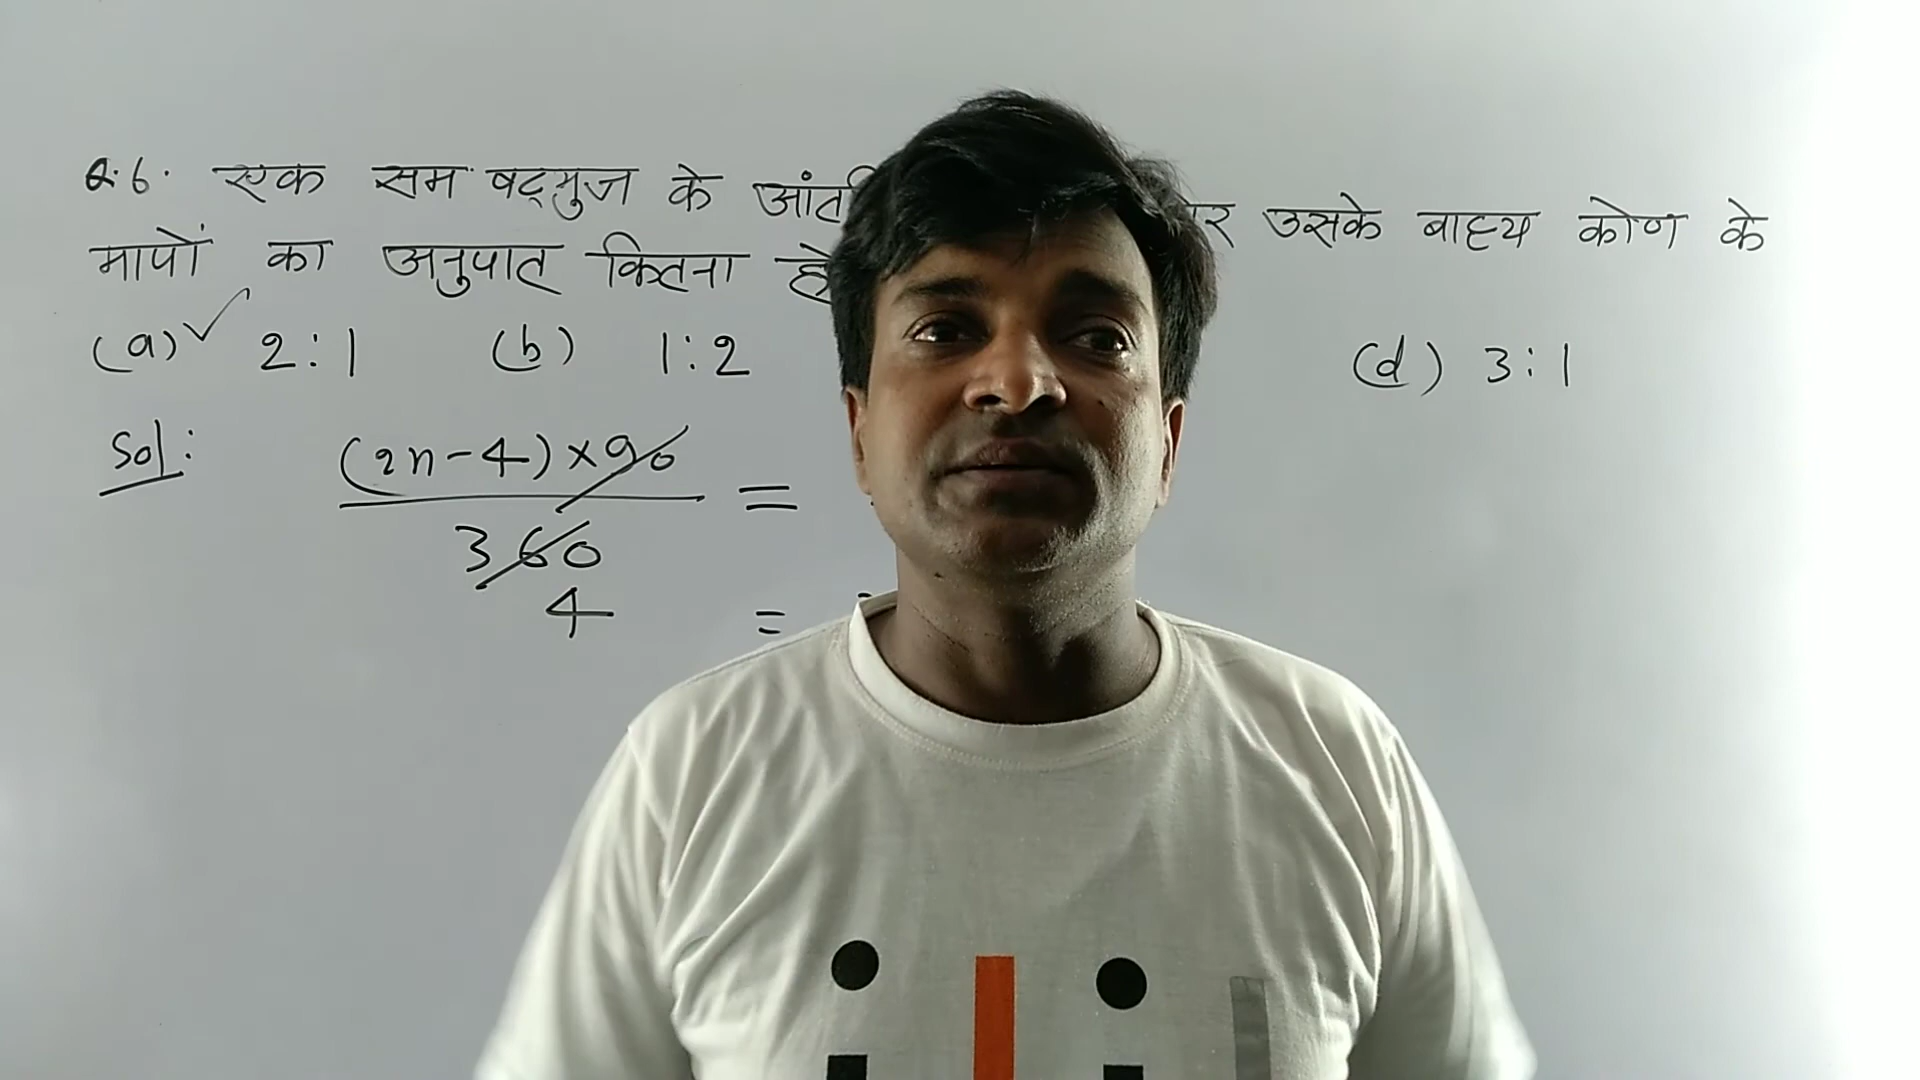 Q.6. एक सम षट्भुज के उसके बाह्य कोण के
मापों का अनुपात कितना
(a)✓ 2:1 (b) 1:2 (d) 3:1
Sol: (2n-4)×90
=
360
4 =